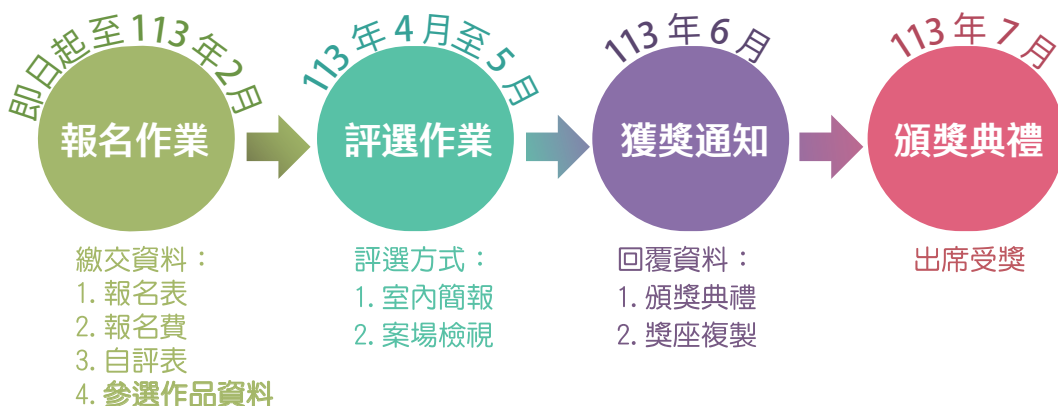 即日起至113年2月
報名作業
繳交資料：
1. 報名表
2. 報名費
3. 自評表
4. 參選作品資料
113年4月至5月
評選作業
評選方式：
1. 室內簡報
2. 案場檢視
113年6月
獲獎通知
回覆資料：
1. 頒獎典禮
2. 獎座複製
113年7月
頒獎典禮
出席受獎